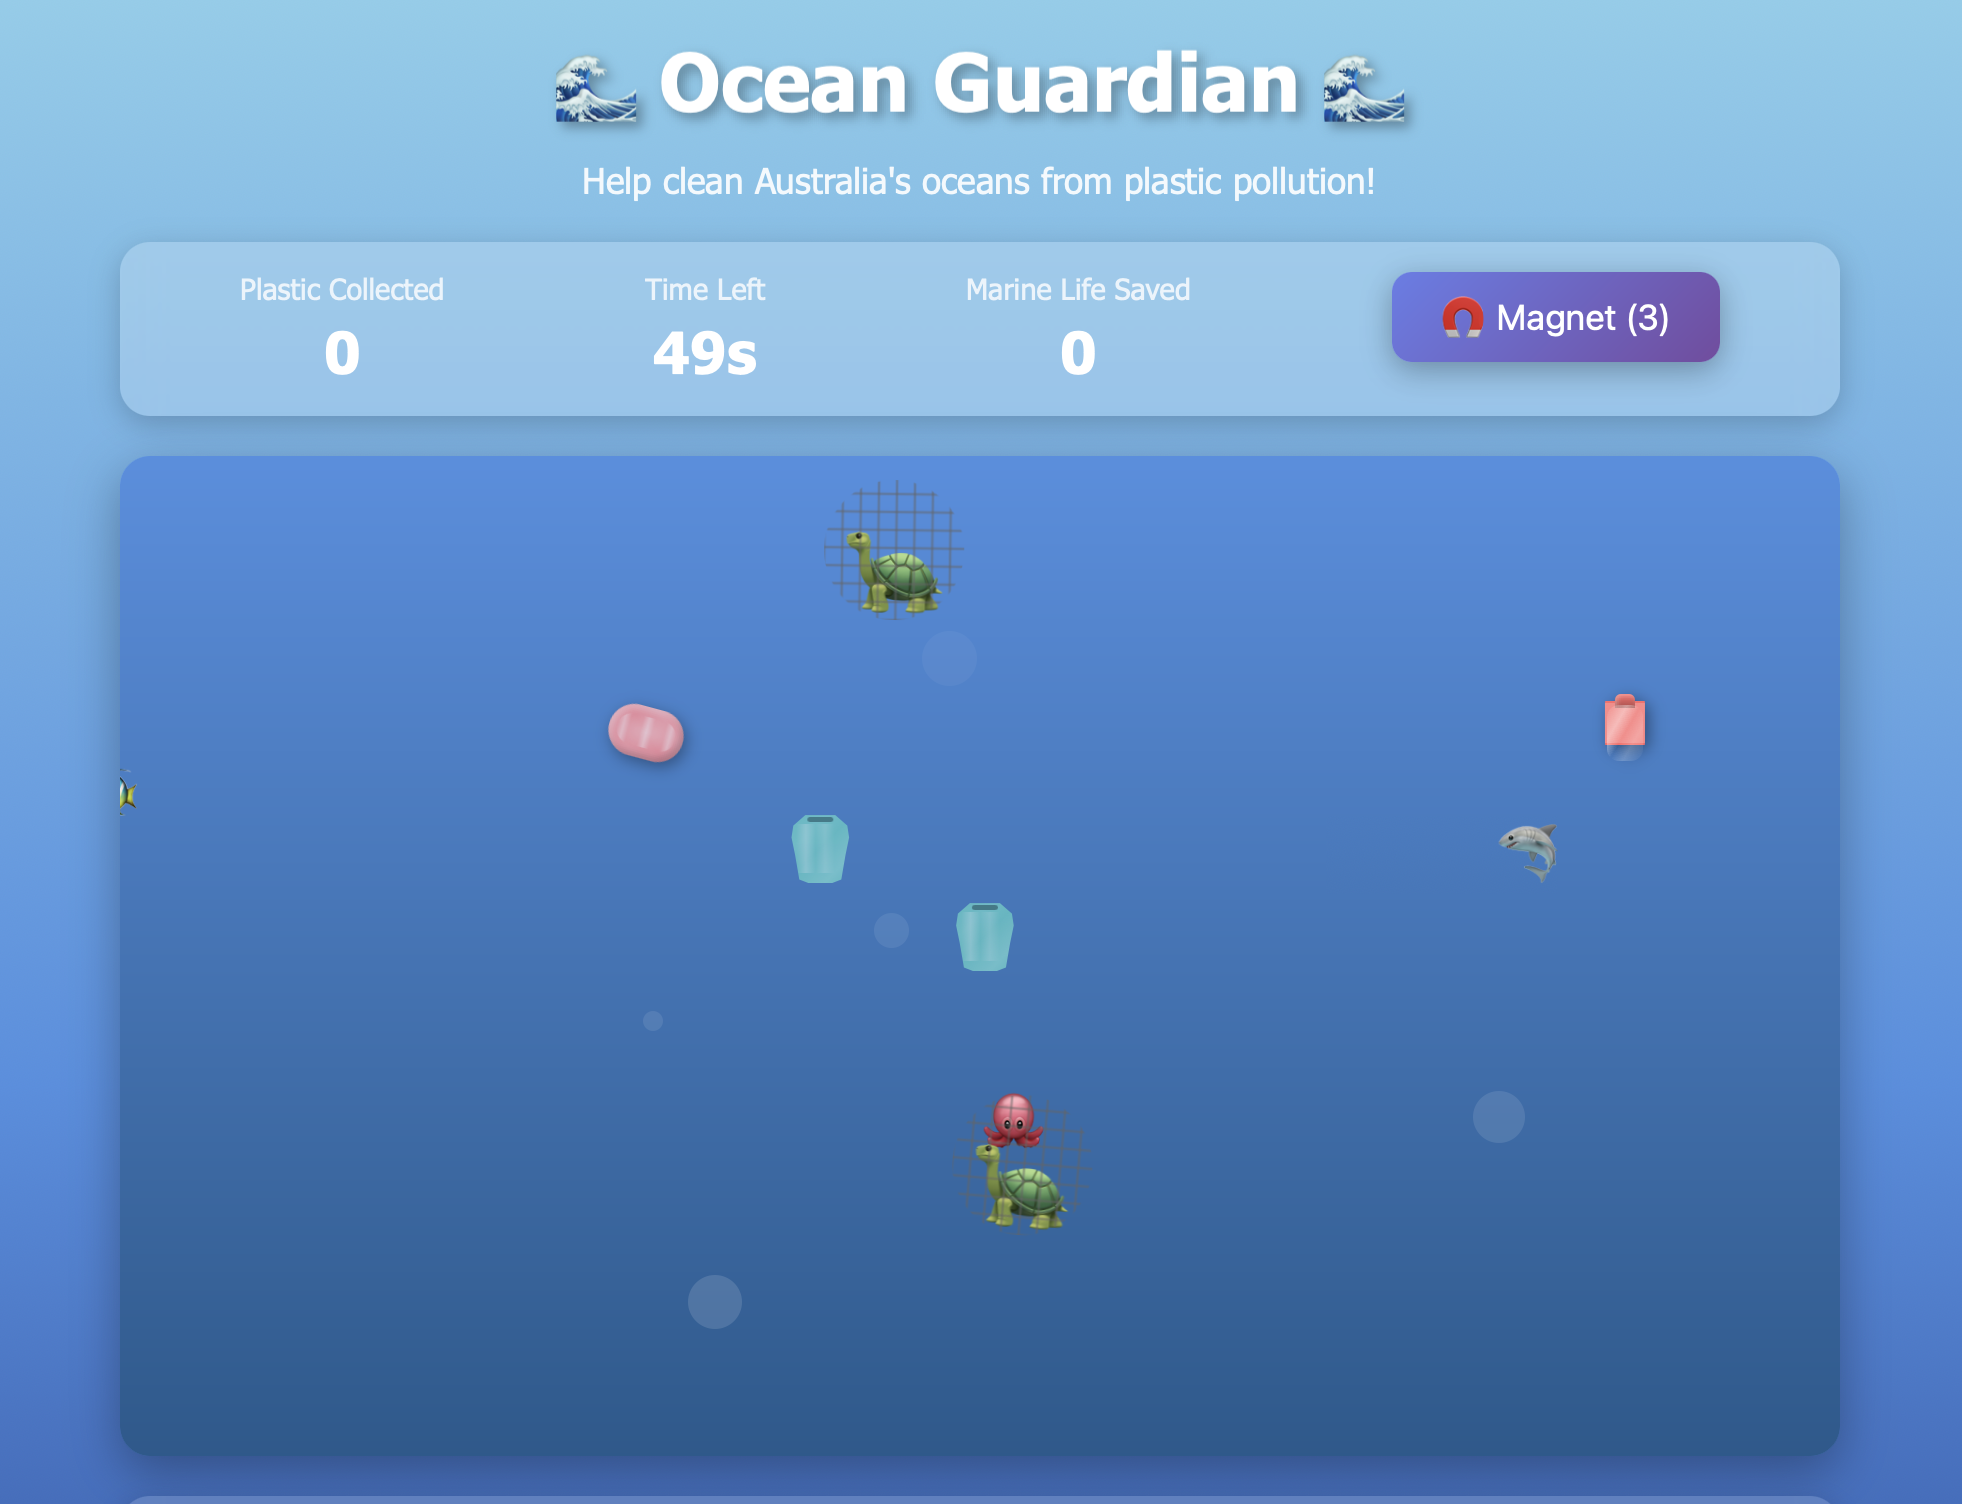 🌊 Ocean Guardian 🌊
Help clean Australia's oceans from plastic pollution!
Plastic Collected
0
Time Left
49s
Marine Life Saved
0
🧲 Magnet (3)